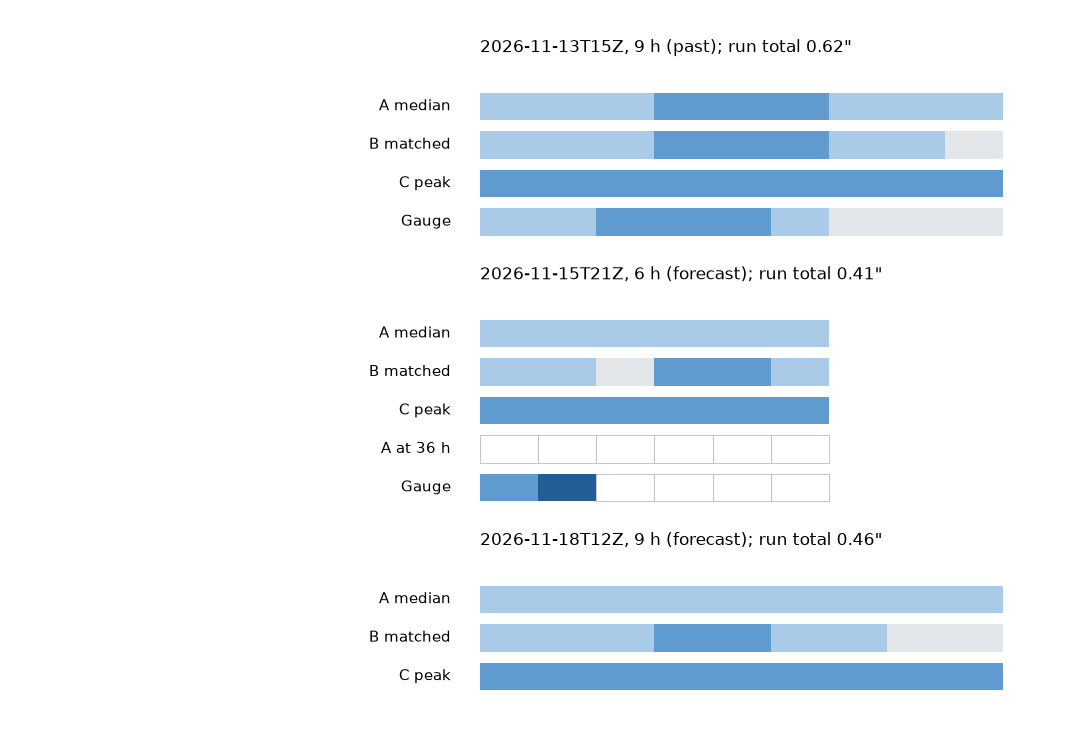 2026-11-13T15Z, 9 h (past); run total 0.62"
A median
B matched
C peak
Gauge
2026-11-15T21Z, 6 h (forecast); run total 0.41"
A median
B matched
C peak
A at 36 h
Gauge
2026-11-18T12Z, 9 h (forecast); run total 0.46"
A median
B matched
C peak